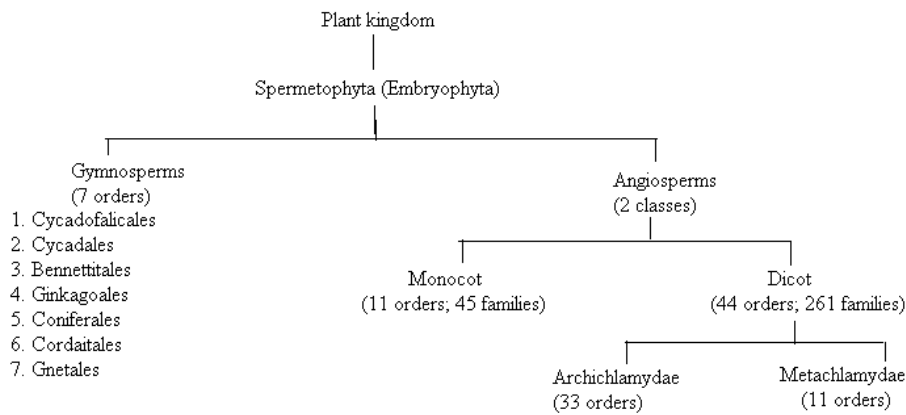 Plant kingdom
Spermetophyta (Embryophyta)
Gymnosperms
(7 orders)
1. Cycadofalicales
2. Cycadales
3. Bennettitales
4. Ginkagoales
5. Coniferales
6. Cordaitales
7. Gnetales
Angiosperms
(2 classes)
Monocot
(11 orders; 45 families)
Dicot
(44 orders; 261 families)
Archichlamydae
(33 orders)
Metachlamydae
(11 orders)